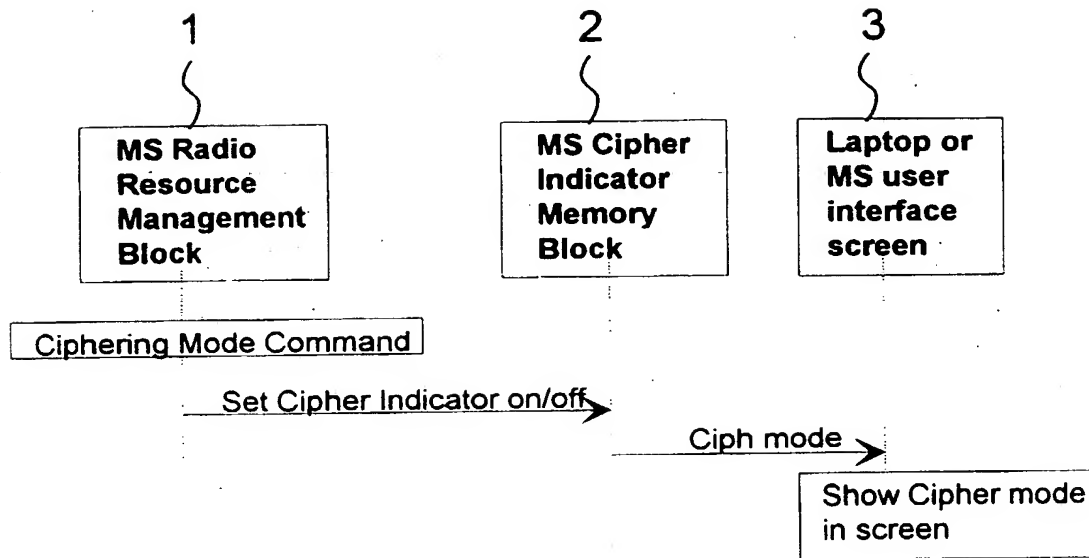 1
2
3
MS Radio
Resource
Management
Block
MS Cipher
Indicator
Memory
Block
Laptop or
MS user
interface
screen
Ciphering Mode Command
Set Cipher Indicator on/off
Ciph mode
Show Cipher mode
in screen